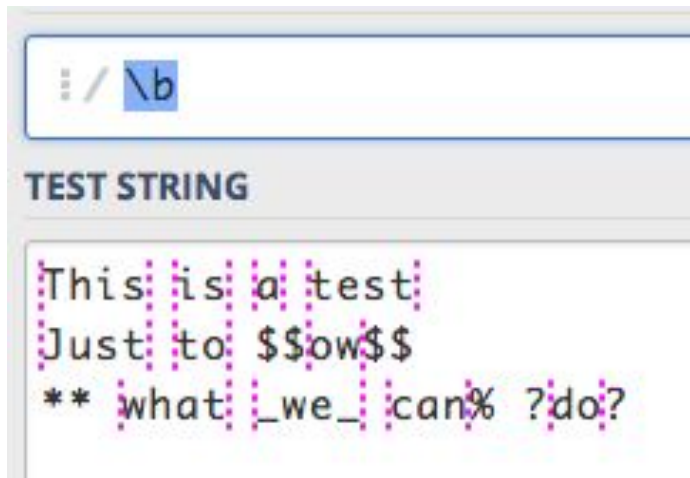 / \b
TEST STRING
This is a test
Just to $$ow$$
** what _we_ can% ?do?